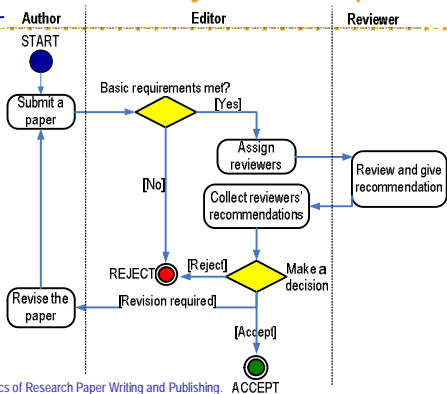 Author
Editor
Reviewer
START
Submit a
paper
Basic requirements met?
[Yes]
Assign
reviewers
Review and give
recommendation
[No]
Collect reviewers'
recommendations
REJECT
[Reject]
Make a
decision
Revise the
paper
[Revision required]
[Accept]
of Research Paper Writing and Publishing.
ACCEPT